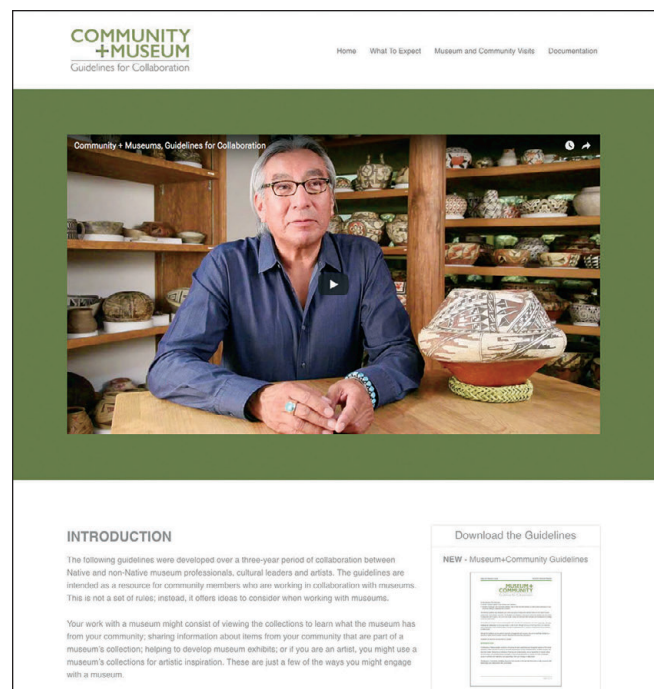 COMMUNITY
+MUSEUM
Guidelines for Collaboration
Home What To Expect Museum and Community Visits Documentation
Community + Museums, Guidelines for Collaboration
INTRODUCTION
The following guidelines were developed over a three-year period of collaboration between
Native and non-Native museum professionals, cultural leaders and artists. The guidelines are
intended as a resource for community members who are working in collaboration with museums.
This is not a set of rules; instead, it offers ideas to consider when working with museums.
Your work with a museum might consist of viewing the collections to learn what the museum has
from your community; sharing information about items from your community that are part of a
museum's collection; helping to develop museum exhibits; or if you are an artist, you might use a
museum's collections for artistic inspiration. These are just a few of the ways you might engage
with a museum.
Download the Guidelines
NEW - Museum+Community Guidelines
MUSEUM+
COMMUNITY